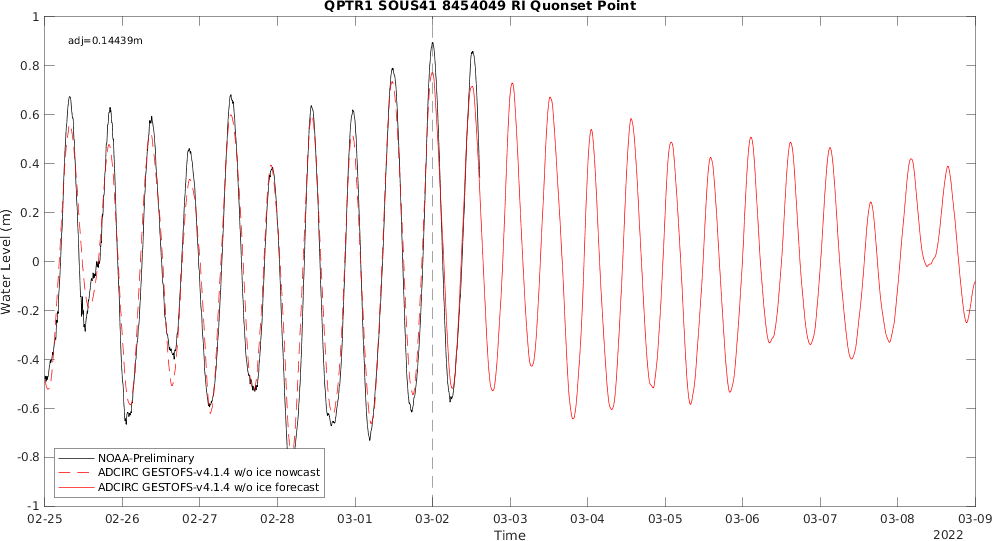 QPTR1 SOUS41 8454049 RI Quonset Point
adj=0.14439m
1
0.8
0.6
0.4
0.2
0
-0.2
-0.4
-0.6
-0.8
-1
Water Level (m)
NOAA-Preliminary
ADCIRC GESTOFS-v4.1.4 w/o ice nowcast
ADCIRC GESTOFS-v4.1.4 w/o ice forecast
02-25 02-26 02-27 02-28 03-01 03-02 03-03 03-04 03-05 03-06 03-07 03-08 03-09
Time
2022